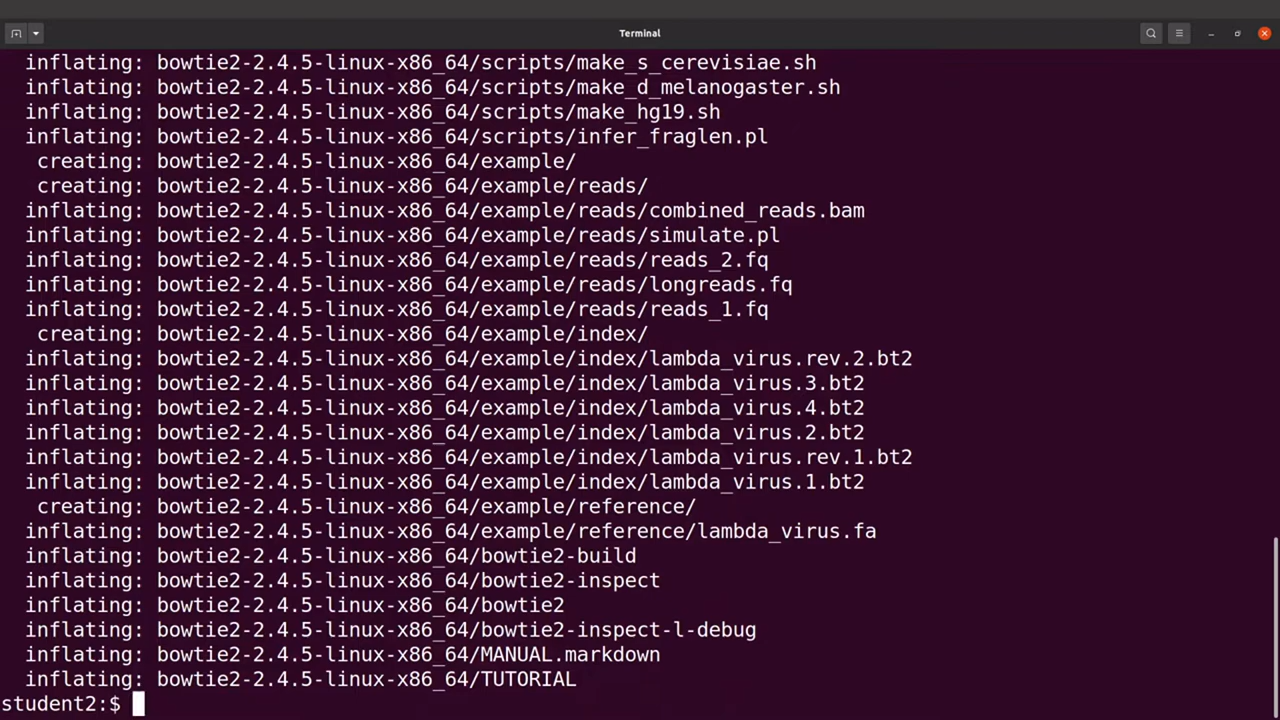 Terminal
inflating: bowtie2-2.4.5-linux-x86_64/scripts/make_s_cerevisiae.sh
inflating: bowtie2-2.4.5-linux-x86_64/scripts/make_d_melanogaster.sh
inflating: bowtie2-2.4.5-linux-x86_64/scripts/make_hg19.sh
inflating: bowtie2-2.4.5-linux-x86_64/scripts/infer_fraglen.pl
creating: bowtie2-2.4.5-linux-x86_64/example/
creating: bowtie2-2.4.5-linux-x86_64/example/reads/
inflating: bowtie2-2.4.5-linux-x86_64/example/reads/combined_reads.bam
inflating: bowtie2-2.4.5-linux-x86_64/example/reads/simulate.pl
inflating: bowtie2-2.4.5-linux-x86_64/example/reads/reads_2.fq
inflating: bowtie2-2.4.5-linux-x86_64/example/reads/longreads.fq
inflating: bowtie2-2.4.5-linux-x86_64/example/reads/reads_1.fq
creating: bowtie2-2.4.5-linux-x86_64/example/index/
inflating: bowtie2-2.4.5-linux-x86_64/example/index/lambda_virus.rev.2.bt2
inflating: bowtie2-2.4.5-linux-x86_64/example/index/lambda_virus.3.bt2
inflating: bowtie2-2.4.5-linux-x86_64/example/index/lambda_virus.4.bt2
inflating: bowtie2-2.4.5-linux-x86_64/example/index/lambda_virus.2.bt2
inflating: bowtie2-2.4.5-linux-x86_64/example/index/lambda_virus.rev.1.bt2
inflating: bowtie2-2.4.5-linux-x86_64/example/index/lambda_virus.1.bt2
creating: bowtie2-2.4.5-linux-x86_64/example/reference/
inflating: bowtie2-2.4.5-linux-x86_64/example/reference/lambda_virus.fa
inflating: bowtie2-2.4.5-linux-x86_64/bowtie2-build
inflating: bowtie2-2.4.5-linux-x86_64/bowtie2-inspect
inflating: bowtie2-2.4.5-linux-x86_64/bowtie2
inflating: bowtie2-2.4.5-linux-x86_64/bowtie2-inspect-l-debug
inflating: bowtie2-2.4.5-linux-x86_64/MANUAL.markdown
inflating: bowtie2-2.4.5-linux-x86_64/TUTORIAL
student2:$